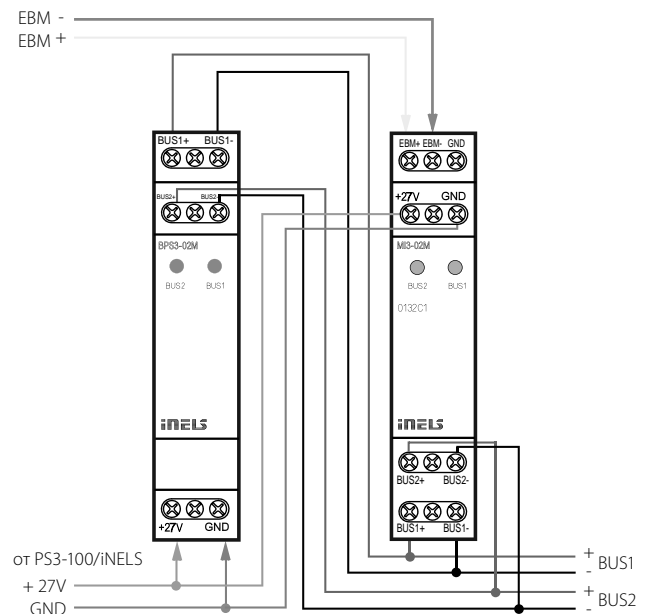 EBM -
EBM +
BUS1+ BUS1-
EBM+ EBM- GND
BUS2+ BUS2-
+27V GND
BPS3-02M
MI3-02M
BUS2 BUS1
BUS2 BUS1
0132C1
iNELS
iNELS
BUS2+ BUS2-
+27V GND
BUS1+ BUS1-
от PS3-100/iNELS
+ BUS1
-
+ 27V
+ BUS2
GND
-